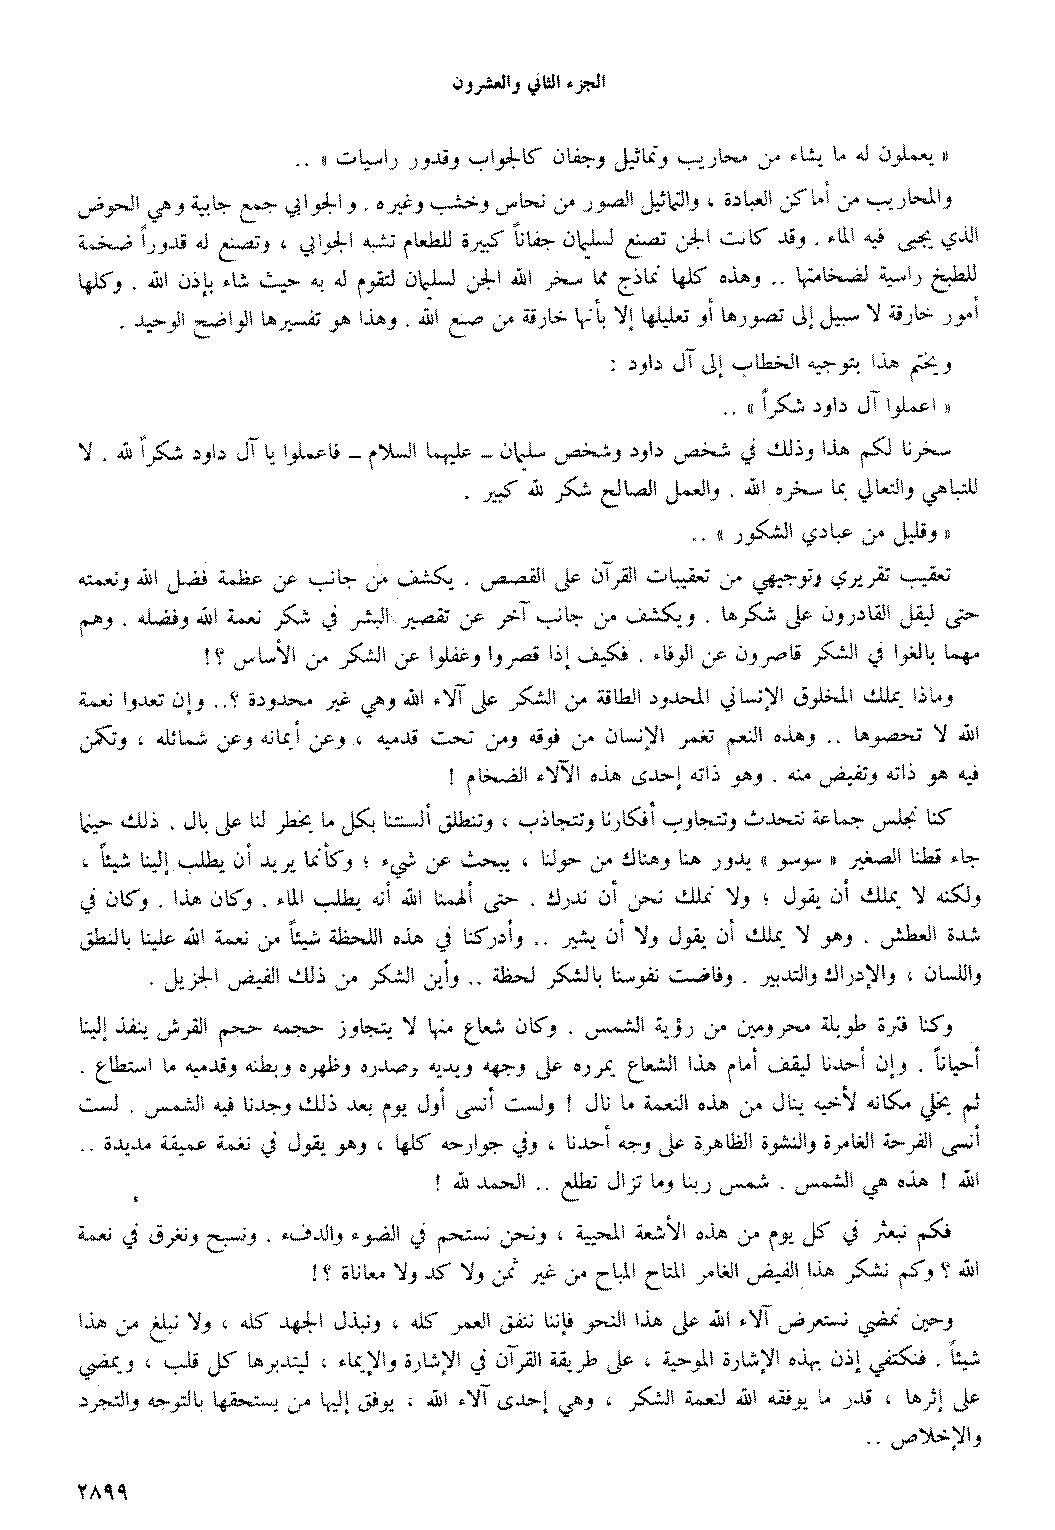 الجزء الثاني والعشرون
« يعملون له ما يشاء من محاريب وتماثيل وجفان كالجواب وقدور راسيات » ..
والمحاريب من أماكن العبادة ، والتماثيل الصور من نحاس وخشب وغيره . والجوابي جمع جابية وهي الحوض
الذي يجبى فيه الماء . وقد كانت الجن تصنع لسليمان جفاناً كبيرة للطعام تشبه الجوابي ، وتصنع له قدوراً ضخمة
للطبخ راسية لضخامتها .. وهذه كلها نماذج مما سخر الله الجن لسليمان لتقوم له به حيث شاء بإذن الله . وكلها
أمور خارقة لا سبيل إلى تصورها أو تعليلها إلا بأنها خارقة من صنع الله . وهذا هو تفسيرها الواضح الوحيد .
ويختم هذا بتوجيه الخطاب إلى آل داود :
« اعملوا آل داود شكراً » ..
سخرنا لكم هذا وذلك في شخص داود وشخص سليمان – عليهما السلام – فاعملوا يا آل داود شكراً لله . لا
للتباهي والتعالي بما سخره الله . والعمل الصالح شكر لله كبير .
« وقليل من عبادي الشكور » ..
تعقيب تقريري وتوجيهي من تعقيبات القرآن على القصص . يكشف من جانب عن عظمة فضل الله ونعمته
حتى ليقل القادرون على شكرها . ويكشف من جانب آخر عن تقصير البشر في شكر نعمة الله وفضله . وهم
مهما بالغوا في الشكر قاصرون عن الوفاء . فكيف إذا قصروا وغفلوا عن الشكر من الأساس ؟!
وماذا يملك المخلوق الإنساني المحدود الطاقة من الشكر على آلاء الله وهي غير محدودة ؟.. وإن تعدوا نعمة
الله لا تحصوها .. وهذه النعم تغمر الإنسان من فوقه ومن تحت قدميه ، وعن أيمانه وعن شمائله ، وتكمن
فيه هو ذاته وتفيض منه . وهو ذاته إحدى هذه الآلاء الضخام !
كنا نجلس جماعة نتحدث وتتجاوب أفكارنا وتتجاذب ، وتنطلق ألسنتنا بكل ما يخطر لنا على بال . ذلك حينما
جاء قطنا الصغير « سوسو » يدور هنا وهناك من حولنا ، يبحث عن شيء ؛ وكأنما يريد أن يطلب إلينا شيئاً ،
ولكنه لا يملك أن يقول ؛ ولا نملك نحن أن ندرك . حتى ألهمنا الله أنه يطلب الماء . وكان هذا . وكان في
شدة العطش . وهو لا يملك أن يقول ولا أن يشير .. وأدركنا في هذه اللحظة شيئاً من نعمة الله علينا بالنطق
واللسان ، والإدراك والتدبير . وفاضت نفوسنا بالشكر لحظة .. وأين الشكر من ذلك الفيض الجزيل .
وكنا فترة طويلة محرومين من رؤية الشمس . وكان شعاع منها لا يتجاوز حجمه حجم القرش ينفذ إلينا
أحياناً . وإن أحدنا ليقف أمام هذا الشعاع يمرره على وجهه ويديه وصدره وظهره وبطنه وقدميه ما استطاع .
ثم يخلي مكانه لأخيه ينال من هذه النعمة ما نال ! ولست أنسى أول يوم بعد ذلك وجدنا فيه الشمس . لست
أنسى الفرحة الغامرة والنشوة الظاهرة على وجه أحدنا ، وفي جوارحه كلها ، وهو يقول في نغمة عميقة مديدة ..
الله ! هذه هي الشمس . شمس ربنا وما تزال تطلع .. الحمد لله !
فكم نبعثر في كل يوم من هذه الأشعة المحيية ، ونحن نستحم في الضوء والدفء . ونسبح ونغرق في نعمة
الله ؟ وكم نشكر هذا الفيض الغامر المتاح المباح من غير ثمن ولا كد ولا معاناة ؟!
وحين نمضي نستعرض آلاء الله على هذا النحو فإننا ننفق العمر كله ، ونبذل الجهد كله ، ولا نبلغ من هذا
شيئاً . فنكتفي إذن بهذه الإشارة الموحية ، على طريقة القرآن في الإشارة والإيماء ، ليتدبرها كل قلب ، ويمضي
على إثرها ، قدر ما يوفقه الله لنعمة الشكر ، وهي إحدى آلاء الله ، يوفق إليها من يستحقها بالتوجه والتجرد
والإخلاص ..
٢٨٩٩